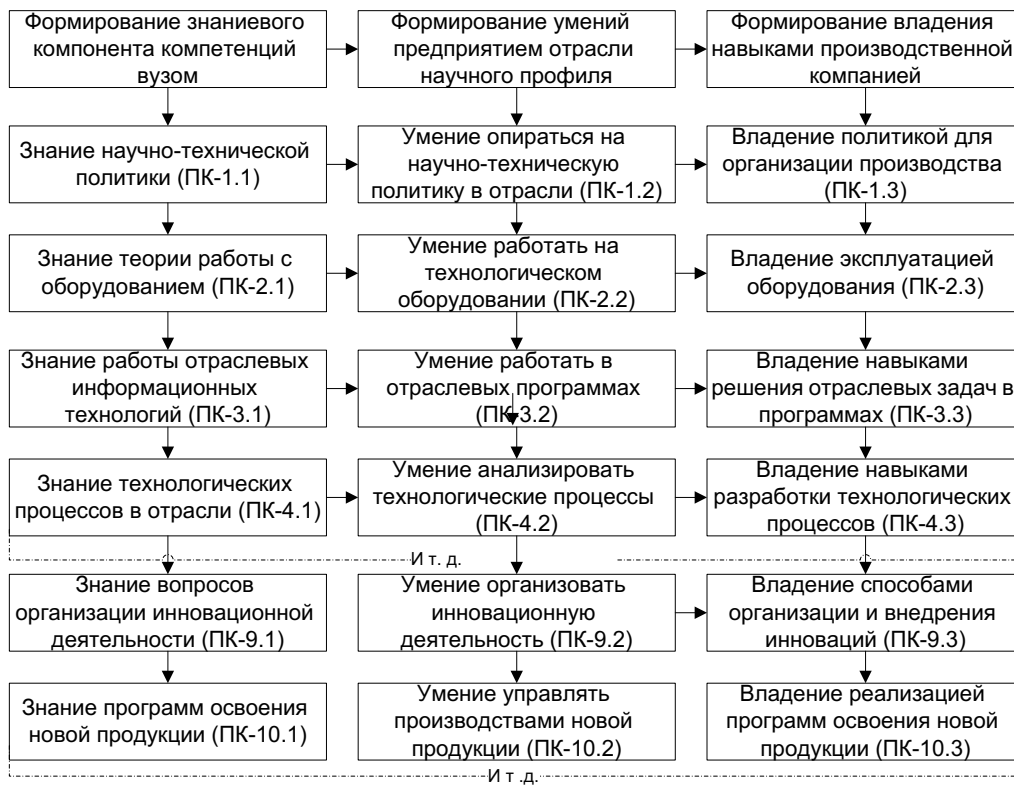 Формирование знаниевого
компонента компетенций
вузом
Формирование умений
предприятием отрасли
научного профиля
Формирование владения
навыками производственной
компанией
Знание научно-технической
политики (ПК-1.1)
Умение опираться на
научно-техническую
политику в отрасли (ПК-1.2)
Владение политикой для
организации производства
(ПК-1.3)
Знание теории работы с
оборудованием (ПК-2.1)
Умение работать на
технологическом
оборудовании (ПК-2.2)
Владение эксплуатацией
оборудования (ПК-2.3)
Знание работы отраслевых
информационных
технологий (ПК-3.1)
Умение работать в
отраслевых программах
(ПК-3.2)
Владение навыками
решения отраслевых задач в
программах (ПК-3.3)
Знание технологических
процессов в отрасли (ПК-4.1)
Умение анализировать
технологические процессы
(ПК-4.2)
Владение навыками
разработки технологических
процессов (ПК-4.3)
И т. д.
Знание вопросов
организации инновационной
деятельности (ПК-9.1)
Умение организовать
инновационную
деятельность (ПК-9.2)
Владение способами
организации и внедрения
инноваций (ПК-9.3)
Знание программ освоения
новой продукции (ПК-10.1)
Умение управлять
производствами новой
продукции (ПК-10.2)
Владение реализацией
программ освоения новой
продукции (ПК-10.3)
И т .д.